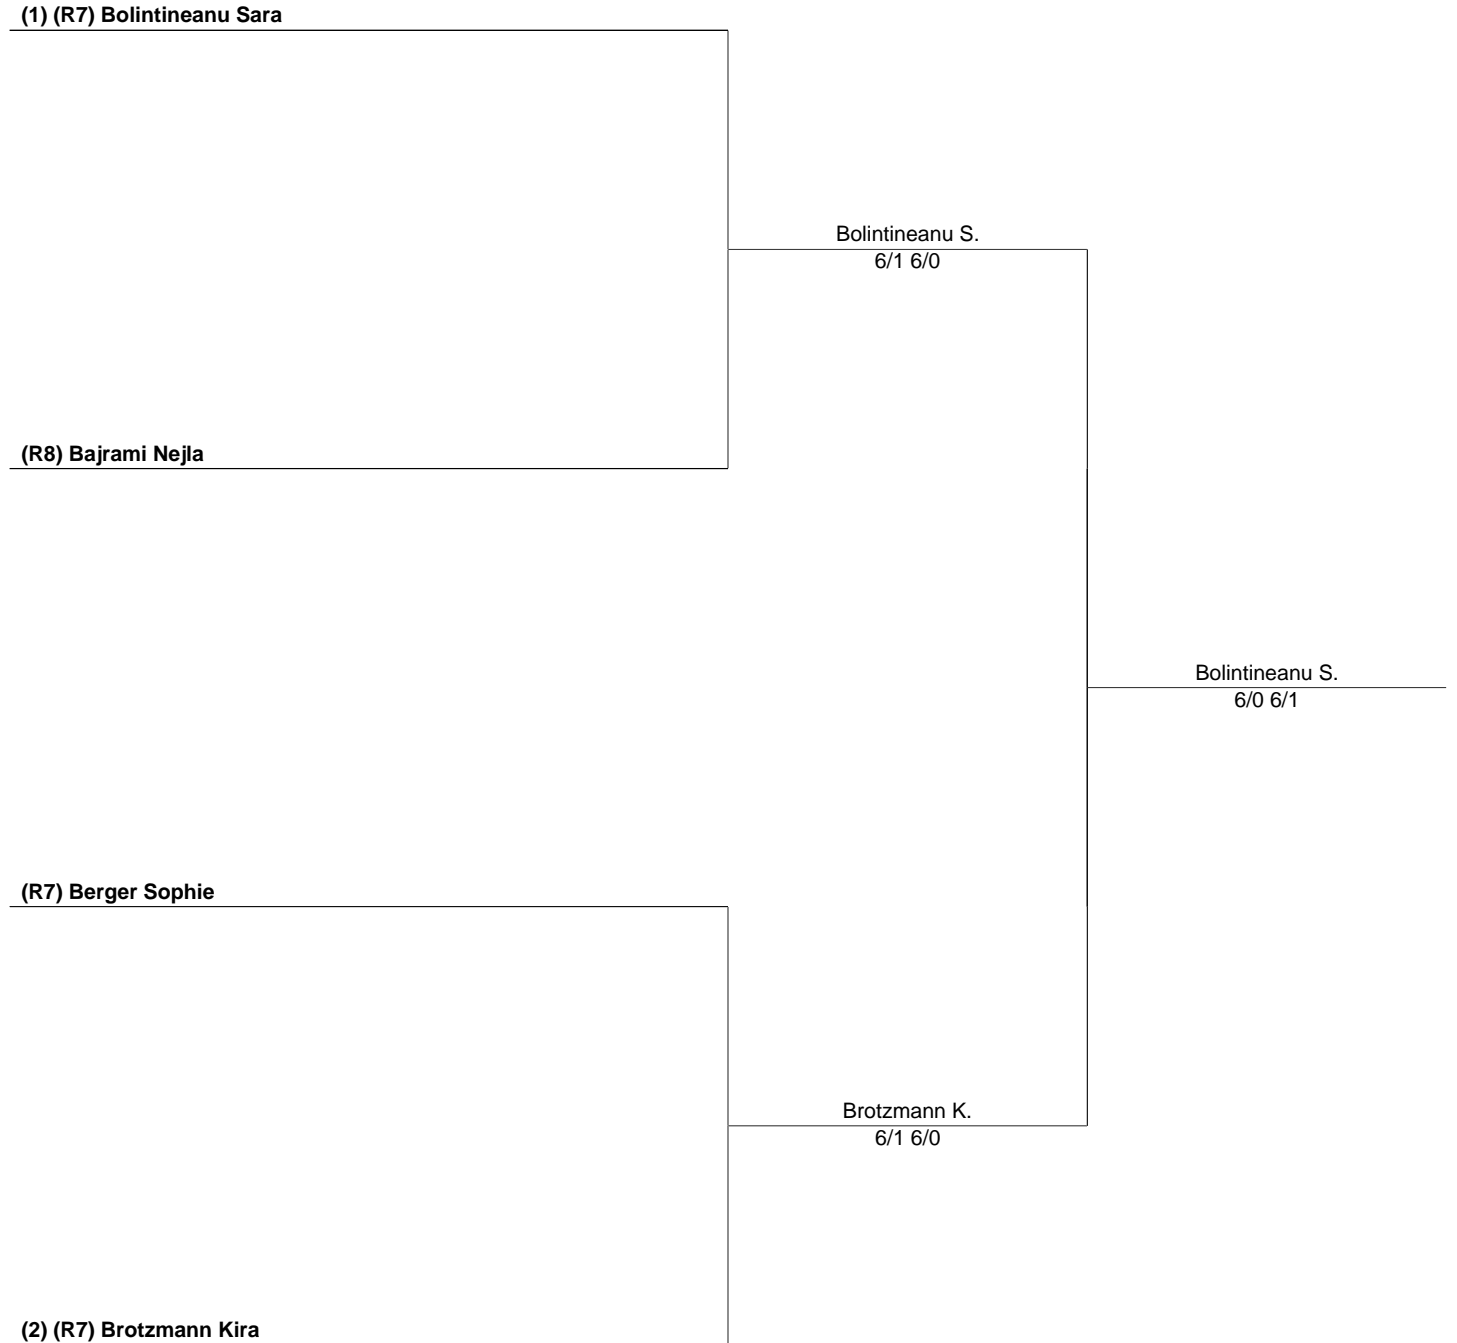 (1) (R7) Bolintineanu Sara
Bolintineanu S.
6/1 6/0
(R8) Bajrami Nejla
Bolintineanu S.
6/0 6/1
(R7) Berger Sophie
Brotzmann K.
6/1 6/0
(2) (R7) Brotzmann Kira